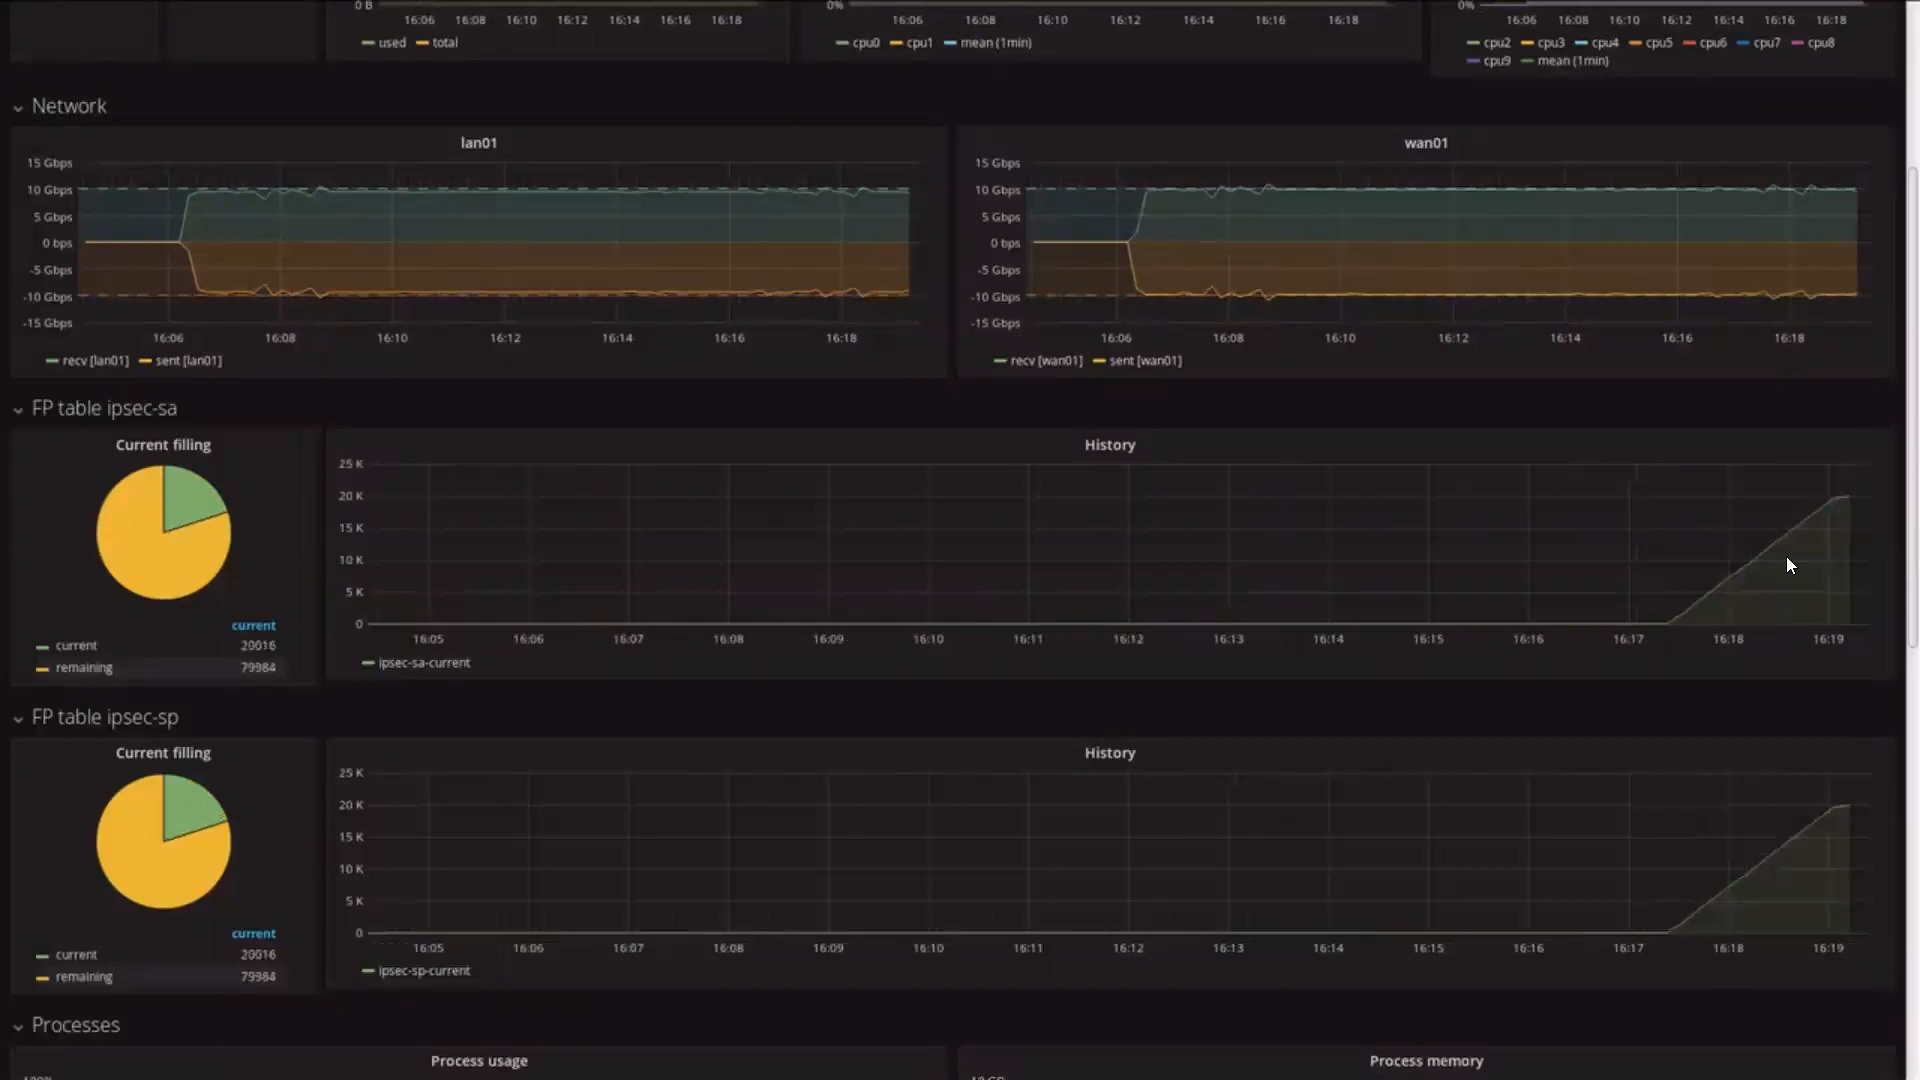 0 B
16:06 16:08 16:10 16:12 16:14 16:16 16:18
used total
0%
16:06 16:08 16:10 16:12 16:14 16:16 16:18
cpu0 cpu1 mean (1min)
0%
16:06 16:08 16:10 16:12 16:14 16:16 16:18
cpu2 cpu3 cpu4 cpu5 cpu6 cpu7 cpu8
cpu9 mean (1min)
Network
lan01
15 Gbps
10 Gbps
5 Gbps
0 bps
-5 Gbps
-10 Gbps
-15 Gbps
16:06 16:08 16:10 16:12 16:14 16:16 16:18
recv [lan01] sent [lan01]
wan01
15 Gbps
10 Gbps
5 Gbps
0 bps
-5 Gbps
-10 Gbps
-15 Gbps
16:06 16:08 16:10 16:12 16:14 16:16 16:18
recv [wan01] sent [wan01]
FP table ipsec-sa
Current filling
current
current 20016
remaining 79984
History
25 K
20 K
15 K
10 K
5 K
0
16:05 16:06 16:07 16:08 16:09 16:10 16:11 16:12 16:13 16:14 16:15 16:16 16:17 16:18 16:19
ipsec-sa-current
FP table ipsec-sp
Current filling
current
current 20016
remaining 79984
History
25 K
20 K
15 K
10 K
5 K
0
16:05 16:06 16:07 16:08 16:09 16:10 16:11 16:12 16:13 16:14 16:15 16:16 16:17 16:18 16:19
ipsec-sp-current
Processes
Process usage
Process memory